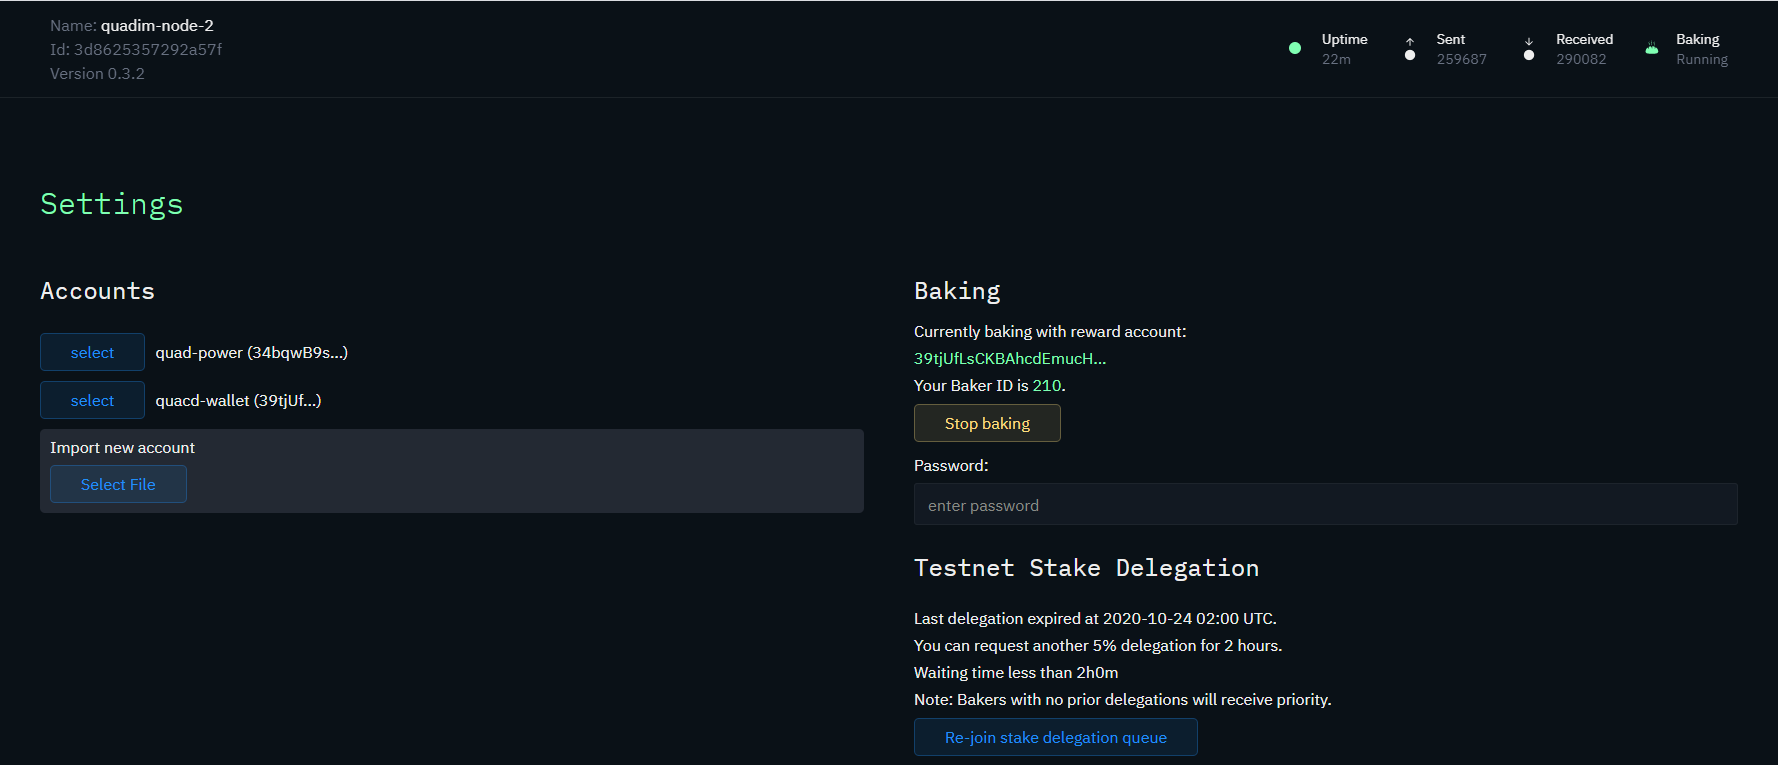 Name: quadim-node-2
Id: 3d8625357292a57f
Version 0.3.2
Uptime
22m
Sent
259687
Received
290082
Baking
Running
Settings
Accounts
select quad-power (34bqwB9s...)
select quacd-wallet (39tjUf...)
Import new account
Select File
Baking
Currently baking with reward account:
39tjUfLsCKBAhcdEmucH...
Your Baker ID is 210.
Stop baking
Password:
enter password
Testnet Stake Delegation
Last delegation expired at 2020-10-24 02:00 UTC.
You can request another 5% delegation for 2 hours.
Waiting time less than 2h0m
Note: Bakers with no prior delegations will receive priority.
Re-join stake delegation queue